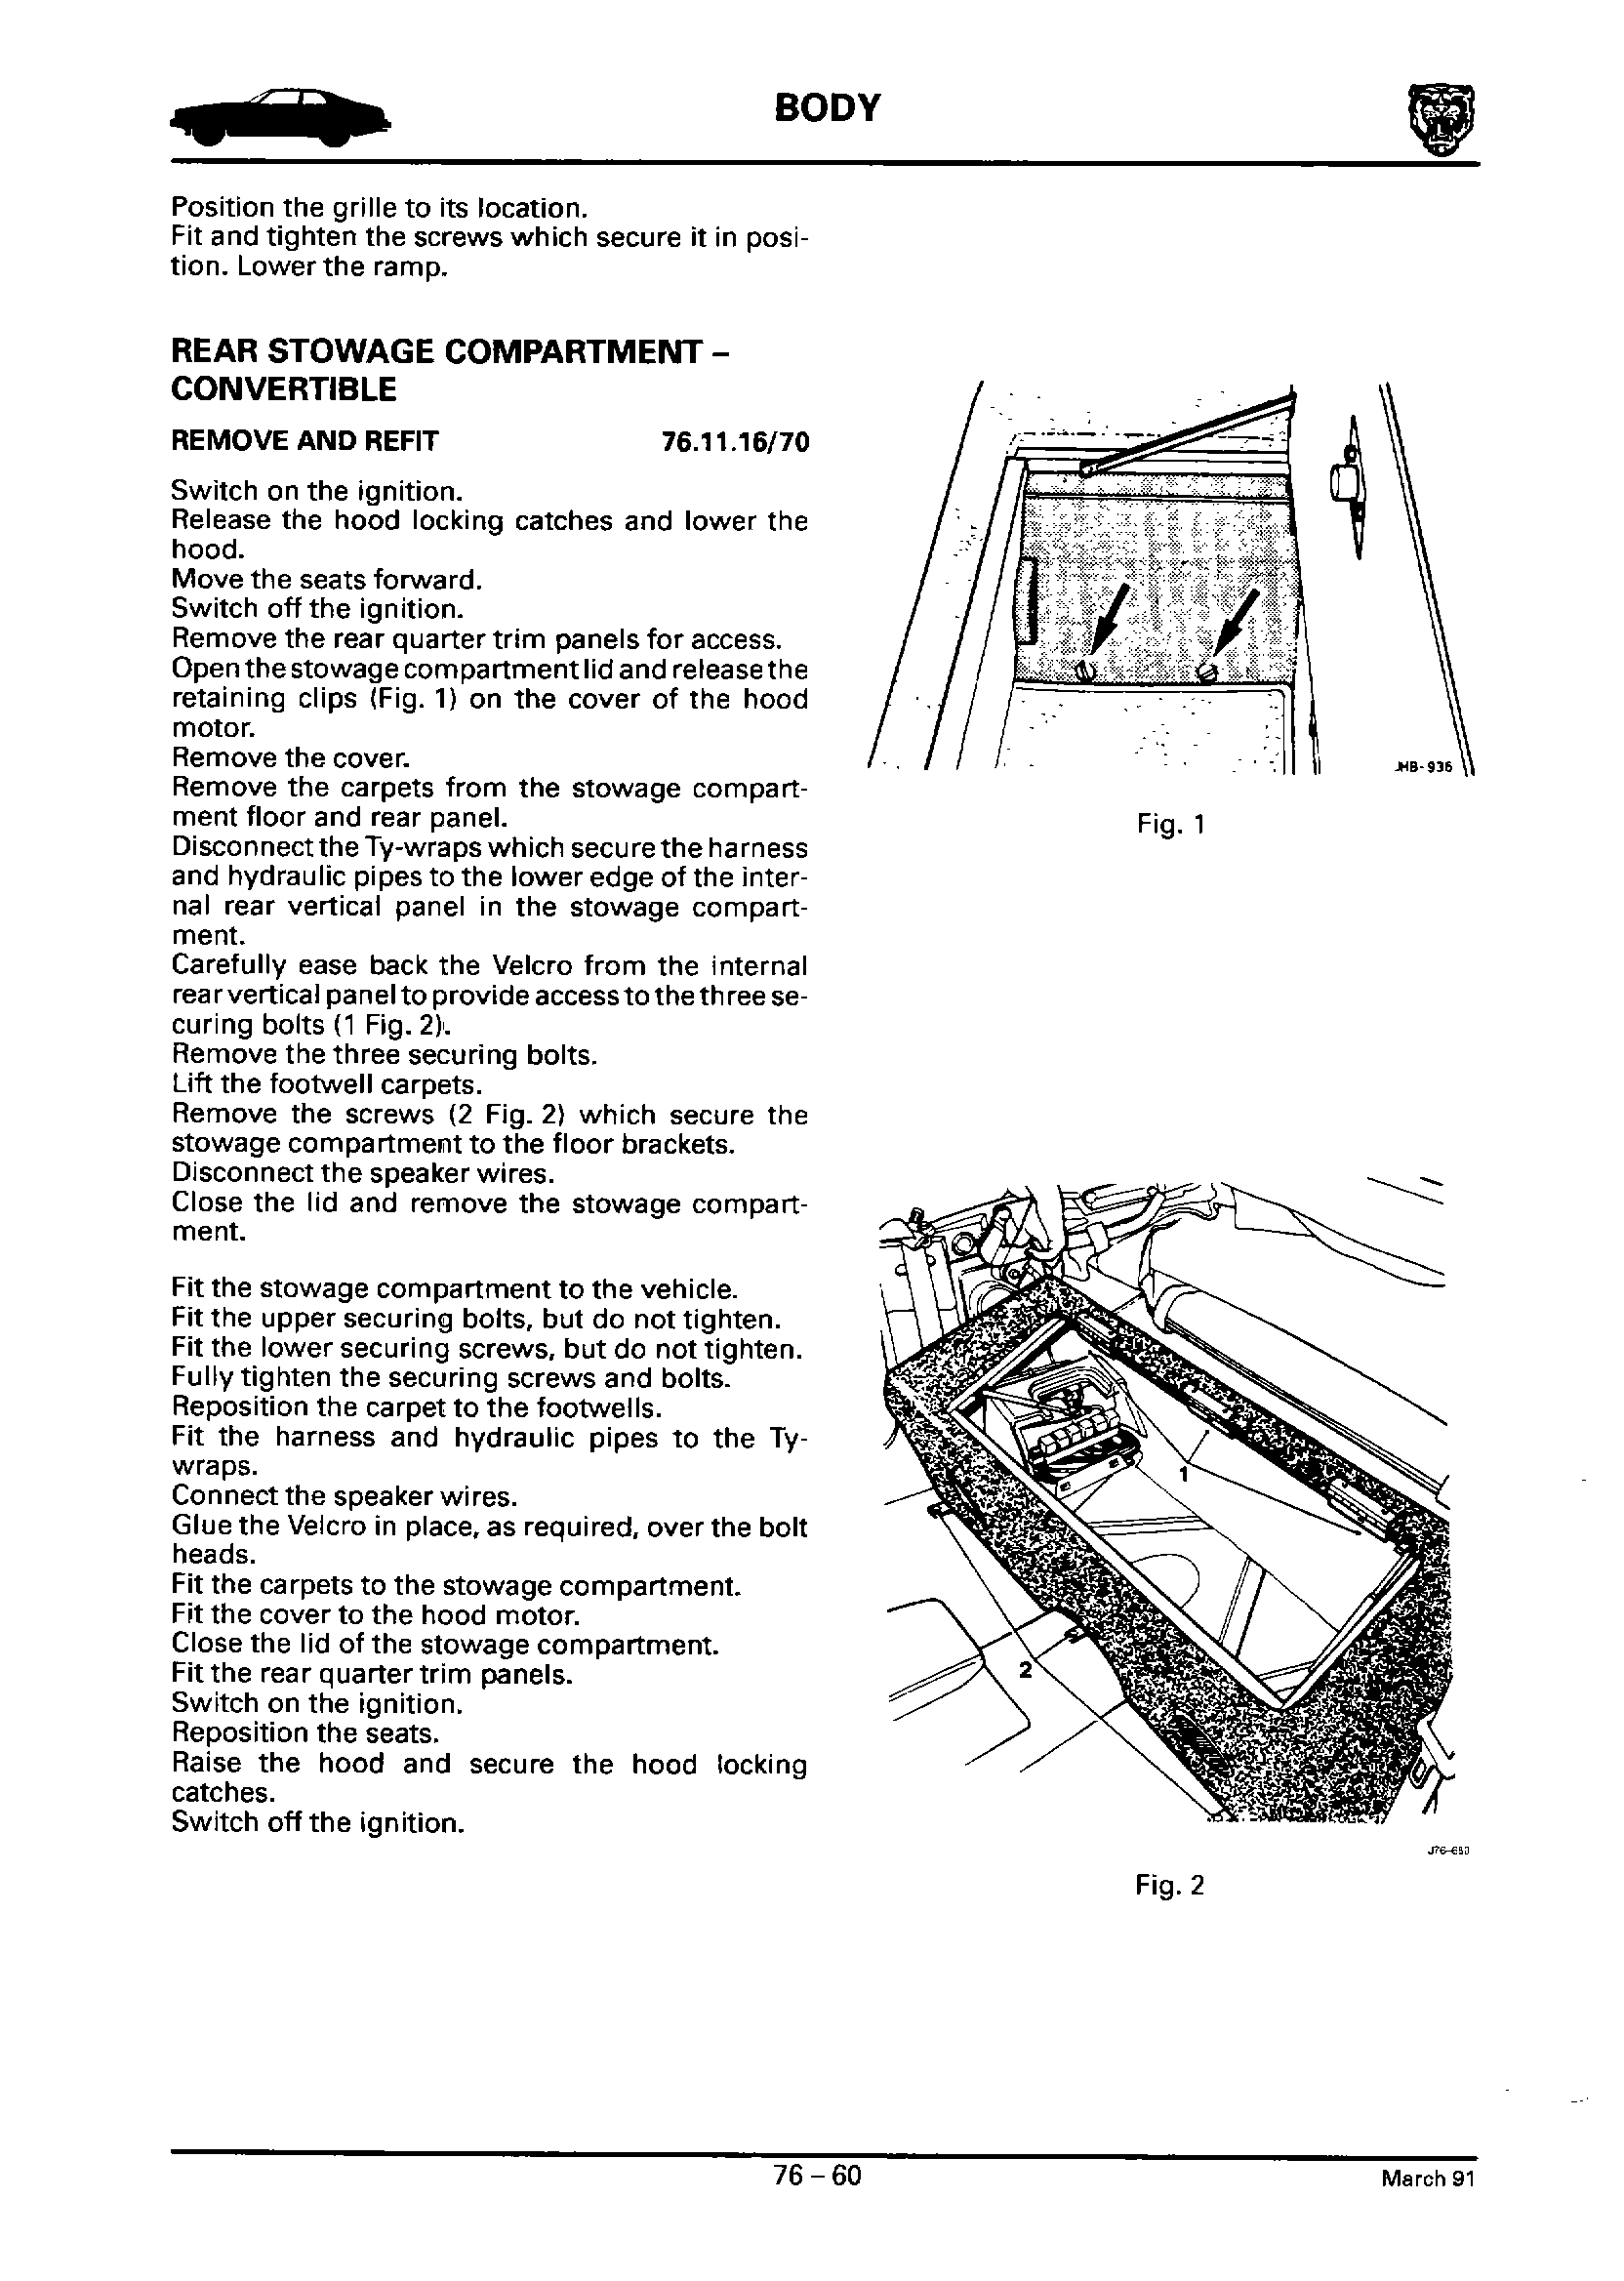 BODY
Position the grille to its location.
Fit and tighten the screws which secure it in posi-
tion. Lower the ramp.
REAR STOWAGE COMPARTMENT –
CONVERTIBLE
REMOVE AND REFIT 76.11.16/70
Switch on the ignition.
Release the hood locking catches and lower the
hood.
Move the seats forward.
Switch off the ignition.
Remove the rear quarter trim panels for access.
Open the stowage compartment lid and release the
retaining clips (Fig. 1) on the cover of the hood
motor.
Remove the cover.
Remove the carpets from the stowage compart-
ment floor and rear panel.
Disconnect the Ty-wraps which secure the harness
and hydraulic pipes to the lower edge of the inter-
nal rear vertical panel in the stowage compart-
ment.
Carefully ease back the Velcro from the internal
rear vertical panel to provide access to the three se-
curing bolts (1 Fig. 2).
Remove the three securing bolts.
Lift the footwell carpets.
Remove the screws (2 Fig. 2) which secure the
stowage compartment to the floor brackets.
Disconnect the speaker wires.
Close the lid and remove the stowage compart-
ment.
Fit the stowage compartment to the vehicle.
Fit the upper securing bolts, but do not tighten.
Fit the lower securing screws, but do not tighten.
Fully tighten the securing screws and bolts.
Reposition the carpet to the footwells.
Fit the harness and hydraulic pipes to the Ty-
wraps.
Connect the speaker wires.
Glue the Velcro in place, as required, over the bolt
heads.
Fit the carpets to the stowage compartment.
Fit the cover to the hood motor.
Close the lid of the stowage compartment.
Fit the rear quarter trim panels.
Switch on the ignition.
Reposition the seats.
Raise the hood and secure the hood locking
catches.
Switch off the ignition.
JHB-936
Fig. 1
1
2
Fig. 2
76 – 60
March 91